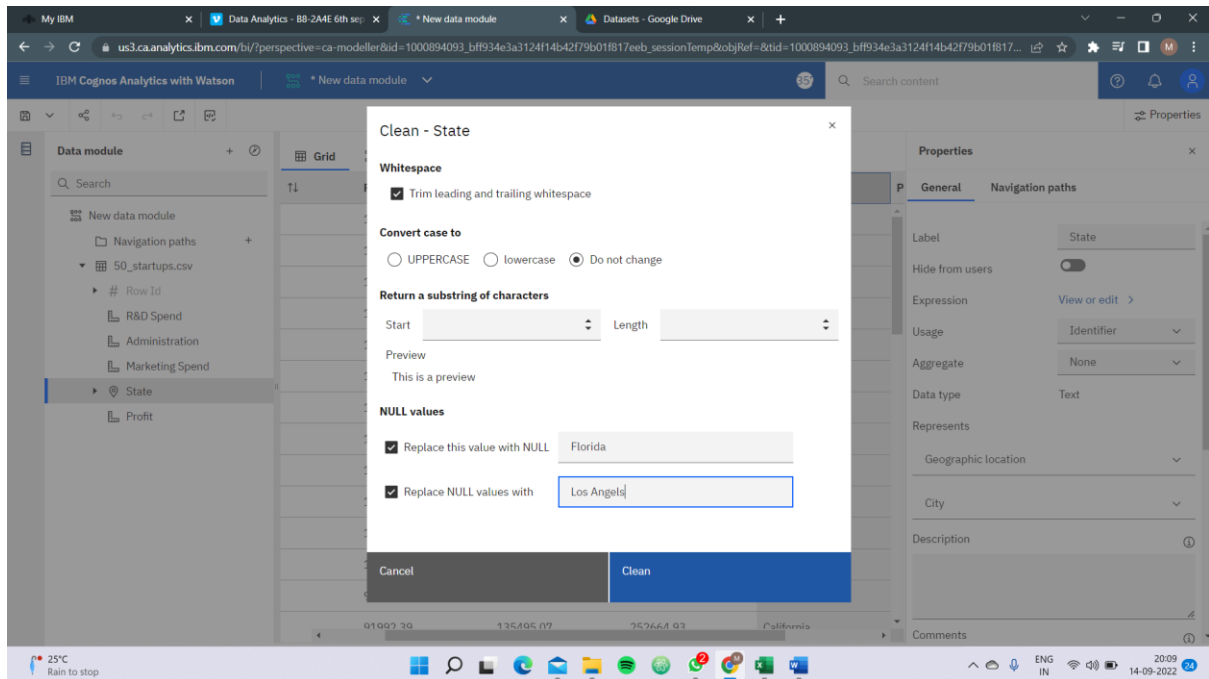 My IBM
Data Analytics - B8-2A4E 6th sep
* New data module
Datasets - Google Drive
us3.ca.analytics.ibm.com/bi/?perspective=ca-modeller&id=1000894093_bff934e3a3124f14b42f79b01f817eeb_sessionTemp&objRef=&tid=1000894093_bff934e3a3124f14b42f79b01f817...
M
IBM Cognos Analytics with Watson
* New data module
35
Search content
Properties
Data module
Search
New data module
Navigation paths
50_startups.csv
# Row Id
R&D Spend
Administration
Marketing Spend
State
Profit
Grid
Clean - State
Whitespace
Trim leading and trailing whitespace
Convert case to
UPPERCASE lowercase Do not change
Return a substring of characters
Start Length
Preview
This is a preview
NULL values
Replace this value with NULL Florida
Replace NULL values with Los Angels
Cancel Clean
91992.39 135495.07 252664.93 California
Properties
P
General Navigation paths
Label State
Hide from users
Expression View or edit
Usage Identifier
Aggregate None
Data type Text
Represents
Geographic location
City
Description
Comments
25°C
Rain to stop
2
M
ENG
IN
20:09
14-09-2022
24